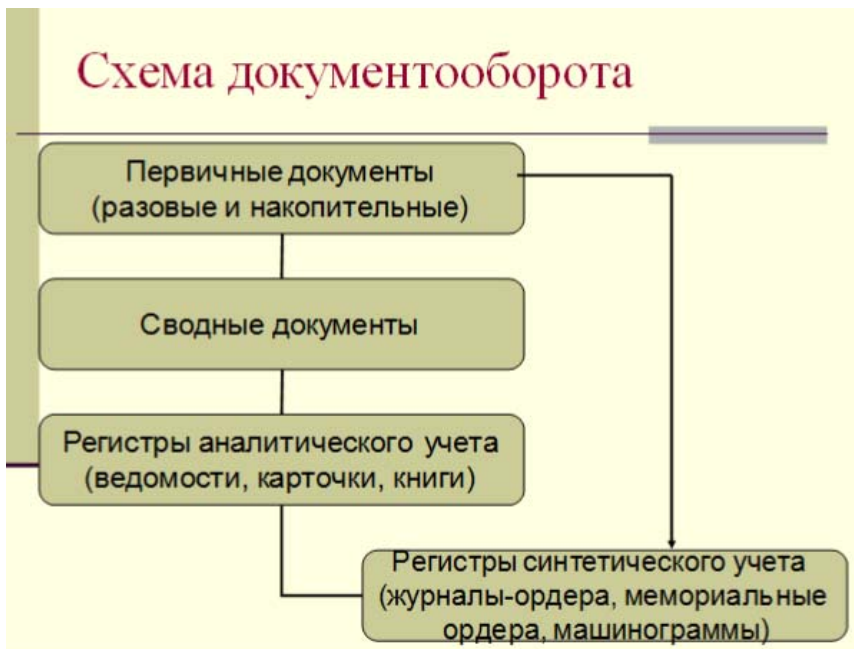 Схема документооборота
Первичные документы
(разовые и накопительные)
Сводные документы
Регистры аналитического учета
(ведомости, карточки, книги)
Регистры синтетического учета
(журналы-ордера, мемориальные
ордера, машинограммы)